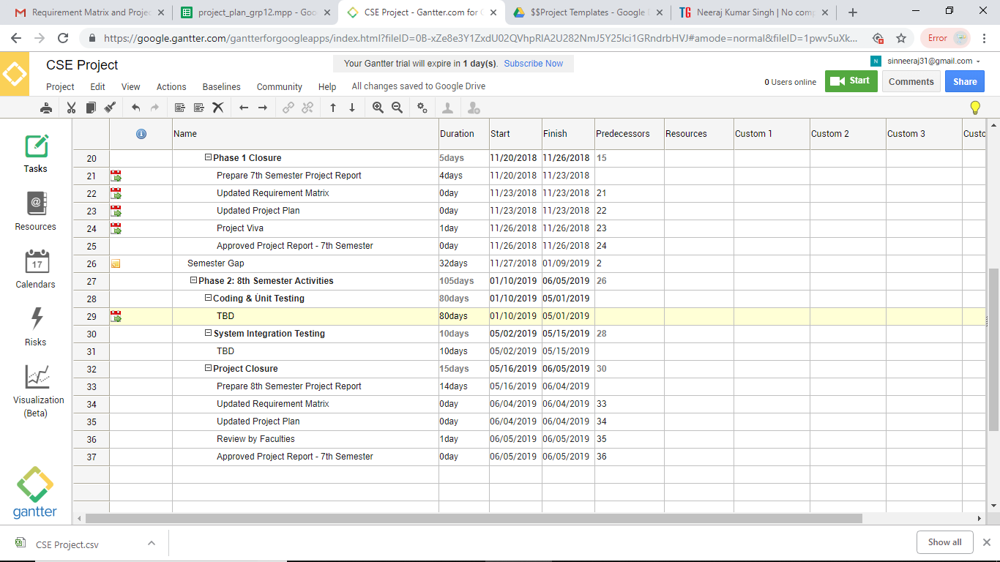 Requirement Matrix and Projec
project_plan_grp12.mpp - Goo
CSE Project - Gantter.com for G
$$Project Templates - Google D
TG Neeraj Kumar Singh | No comp
https://google.gantter.com/gantterforgoogleapps/index.html?fileID=0B-xZe8e3Y1ZxdU02QVhpRIA2U282NmJ5Y25lci1GRndrbHVJ#amode=normal&fileID=1pwv5uXk...
Error
CSE Project
Your Gantter trial will expire in 1 day(s). Subscribe Now
N sinneeraj31@gmail.com
Project Edit View Actions Baselines Community Help All changes saved to Google Drive
0 Users online Start Comments Share
Name Duration Start Finish Predecessors Resources Custom 1 Custom 2 Custom 3 Custo
20 Phase 1 Closure 5days 11/20/2018 11/26/2018 15
21 Prepare 7th Semester Project Report 4days 11/20/2018 11/23/2018
22 Updated Requirement Matrix 0day 11/23/2018 11/23/2018 21
23 Updated Project Plan 0day 11/23/2018 11/23/2018 22
24 Project Viva 1day 11/26/2018 11/26/2018 23
25 Approved Project Report - 7th Semester 0day 11/26/2018 11/26/2018 24
26 Semester Gap 32days 11/27/2018 01/09/2019 2
27 Phase 2: 8th Semester Activities 105days 01/10/2019 06/05/2019 26
28 Coding & Unit Testing 80days 01/10/2019 05/01/2019
29 TBD 80days 01/10/2019 05/01/2019
30 System Integration Testing 10days 05/02/2019 05/15/2019 28
31 TBD 10days 05/02/2019 05/15/2019
32 Project Closure 15days 05/16/2019 06/05/2019 30
33 Prepare 8th Semester Project Report 14days 05/16/2019 06/04/2019
34 Updated Requirement Matrix 0day 06/04/2019 06/04/2019 33
35 Updated Project Plan 0day 06/04/2019 06/04/2019 34
36 Review by Faculties 1day 06/05/2019 06/05/2019 35
37 Approved Project Report - 7th Semester 0day 06/05/2019 06/05/2019 36
Tasks
@
Resources
17
Calendars
Risks
Visualization
(Beta)
gantter
CSE Project.csv
Show all